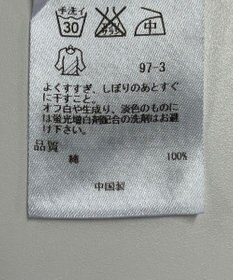 手洗イ
30
中
97-3
よくすすぎ、しぼりのあとすぐ
に干すこと。
オフ白や生成り、淡色のものに
は蛍光増白剤配合の洗剤はお避
け下さい。
品質
綿 100%
中国製